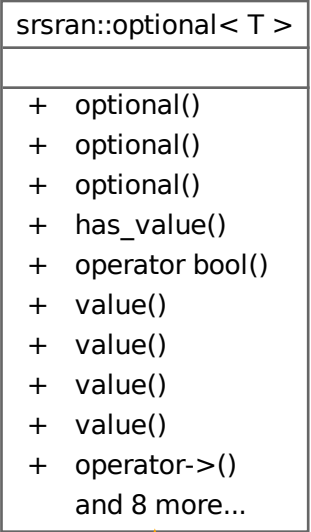 srsran::optional< T >
+ optional()
+ optional()
+ optional()
+ has_value()
+ operator bool()
+ value()
+ value()
+ value()
+ value()
+ operator->()
and 8 more...